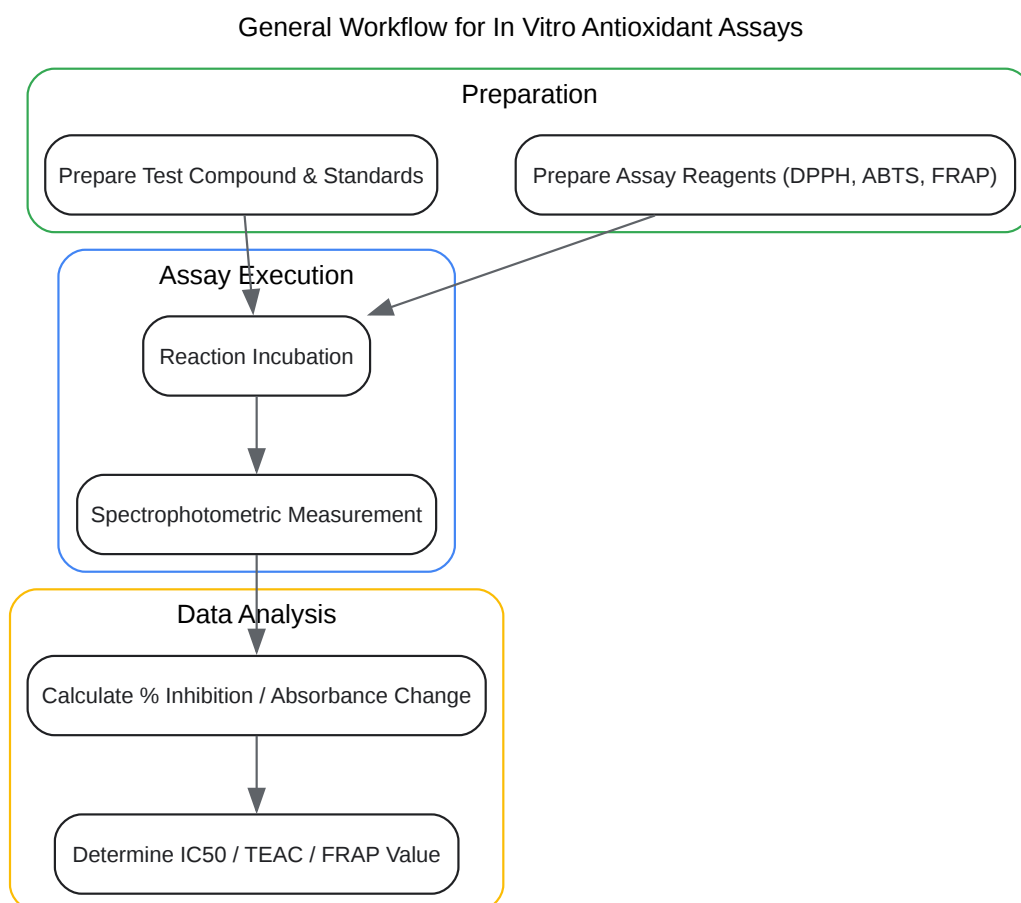 General Workflow for In Vitro Antioxidant Assays
Preparation
Prepare Test Compound & Standards
Prepare Assay Reagents (DPPH, ABTS, FRAP)
Assay Execution
Reaction Incubation
Spectrophotometric Measurement
Data Analysis
Calculate % Inhibition / Absorbance Change
Determine IC50 / TEAC / FRAP Value